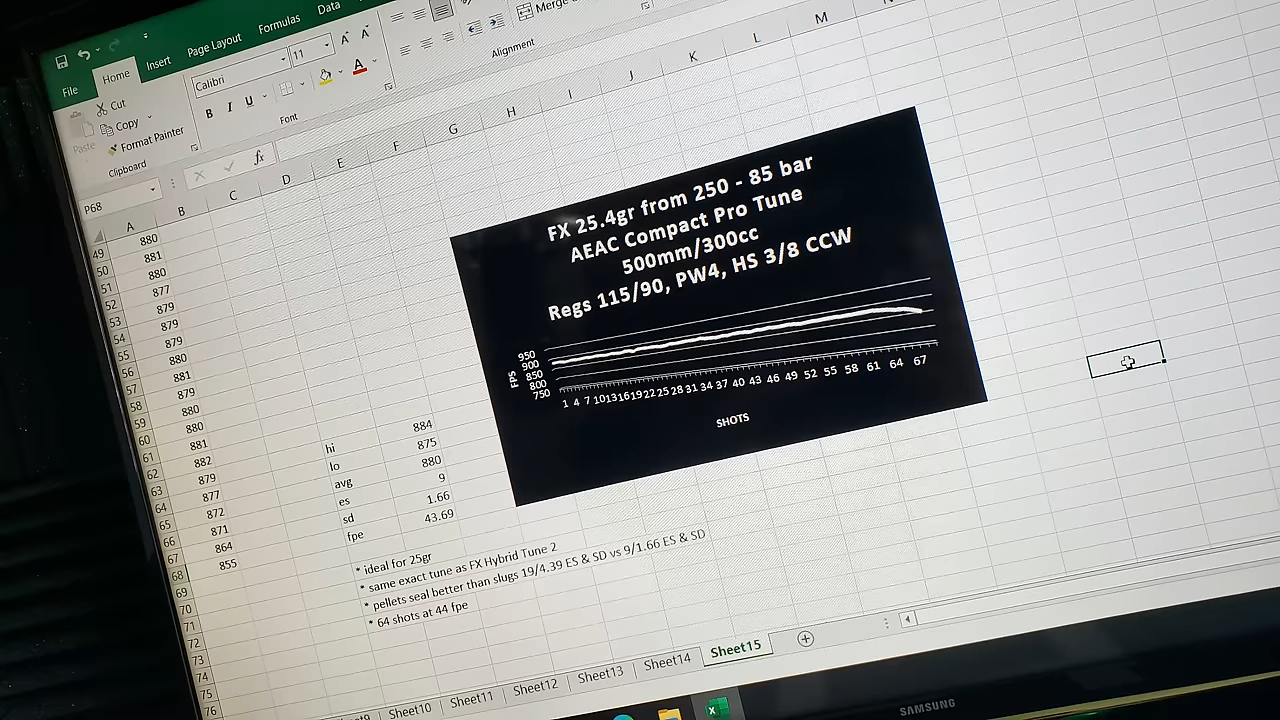 Formulas
Data
Page Layout
Insert
Home
File
Cut
Copy
Format Painter
Paste
Clipboard
Calibri
11
A A
B I U
A
Font
Merge
Alignment
P68
fx
A B C D E F G H I J K L M
49 880
50 881
51 880
52 877
53 879
54 879
55 879
56 880
57 881
58 879
59 880
60 880
61 881
62 882
63 879
64 877
65 872
66 871
67 864
68 855
69
70
71
72
73
74
75
76
hi 884
lo 875
avg 880
es 9
sd 1.66
fpe 43.69
* ideal for 25gr
* same exact tune as FX Hybrid Tune 2
* pellets seal better than slugs 19/4.39 ES & SD vs 9/1.66 ES & SD
* 64 shots at 44 fpe
FX 25.4gr from 250 - 85 bar
AEAC Compact Pro Tune
500mm/300cc
Regs 115/90, PW4, HS 3/8 CCW
950
900
850
800
750
FPS
1 4 7 10 13 16 19 22 25 28 31 34 37 40 43 46 49 52 55 58 61 64 67
SHOTS
Sheet10 Sheet11 Sheet12 Sheet13 Sheet14 Sheet15
SAMSUNG